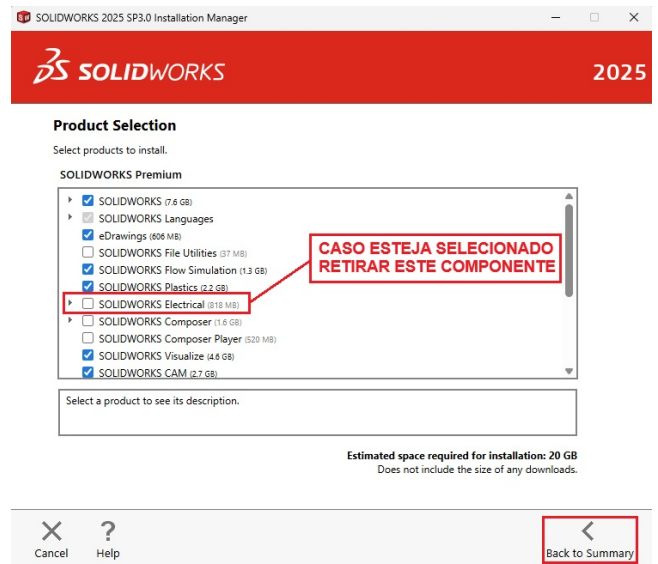 SOLIDWORKS 2025 SP3.0 Installation Manager
SOLIDWORKS
2025
Product Selection
Select products to install.
SOLIDWORKS Premium
SOLIDWORKS (7.6 GB)
SOLIDWORKS Languages
eDrawings (606 MB)
SOLIDWORKS File Utilities (37 MB)
SOLIDWORKS Flow Simulation (1.3 GB)
SOLIDWORKS Plastics (2.2 GB)
SOLIDWORKS Electrical (818 MB)
SOLIDWORKS Composer (1.6 GB)
SOLIDWORKS Composer Player (520 MB)
SOLIDWORKS Visualize (4.6 GB)
SOLIDWORKS CAM (2.7 GB)
CASO ESTEJA SELECIONADO
RETIRAR ESTE COMPONENTE
Select a product to see its description.
Estimated space required for installation: 20 GB
Does not include the size of any downloads.
Cancel
Help
Back to Summary